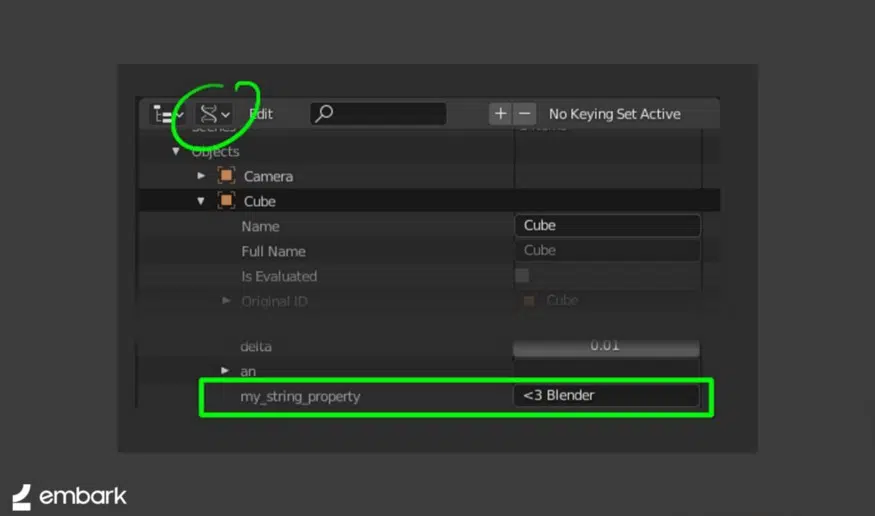 Edit No Keying Set Active
Scenes
Objects
Camera
Cube
Name Cube
Full Name Cube
Is Evaluated
Original ID Cube
delta 0.01
an
my_string_property <3 Blender
embark